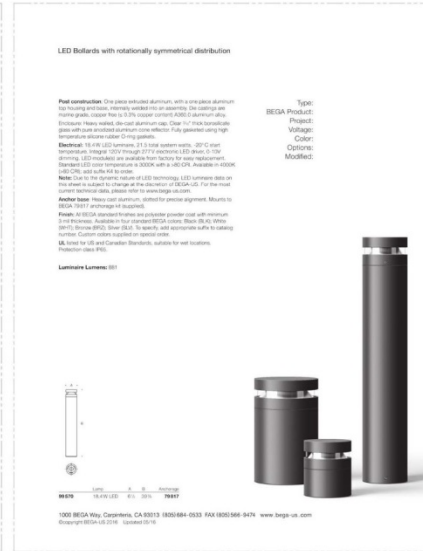 LED Bollards with rotationally symmetrical distribution
Type:
BEGA Product:
Project:
Voltage:
Color:
Options:
Modified:
Post construction: One piece extruded aluminum, with a one piece aluminum
top housing and base, internally welded into an assembly. Die castings are
marine grade, copper free (≤ 0.3% copper content) A360.0 aluminum alloy.
Enclosure: Heavy walled, die-cast aluminum cap. Clear thick borosilicate
glass with pure anodized aluminum cone reflector. Fully gasketed using high
temperature silicone rubber O-ring gaskets.
Electrical: 18.4W LED luminaire, 21.0 total system watts, -30°C start
temperature. Integral 120V through 277V electronic LED driver, 0-10V
dimming. LED module(s) are available from factory for easy replacement.
Standard LED color temperature is 3000K with a >80 CRI. Available in 4000K
(>80 CRI); add suffix K4 to order.
Note: Due to the dynamic nature of LED technology, LED luminaire data on
this sheet is subject to change at the discretion of BEGA-US. For the most
current technical data, please refer to www.bega-us.com.
Anchor base: Heavy cast aluminum, slotted for precise alignment. Mounts to
BEGA 79817 anchorage kit (supplied).
Finish: All BEGA standard finishes are polyester powder coat with minimum
3 mil thickness. Available in four standard BEGA colors: Black (BLK); White
(WHT); Bronze (BRZ); Silver (SLV). To specify, add appropriate suffix to catalog
number. Custom colors supplied on special order.
UL listed for US and Canadian Standards, suitable for wet locations.
Protection class IP65.
Luminaire Lumens: 881
A
B
Lamp A B Anchorage
18.4W LED 79817
1000 BEGA Way, Carpinteria, CA 93013 (805) 684-0533 FAX (805) 566-9474 www.bega-us.com
©copyright BEGA-US 2016 Updated 05/16